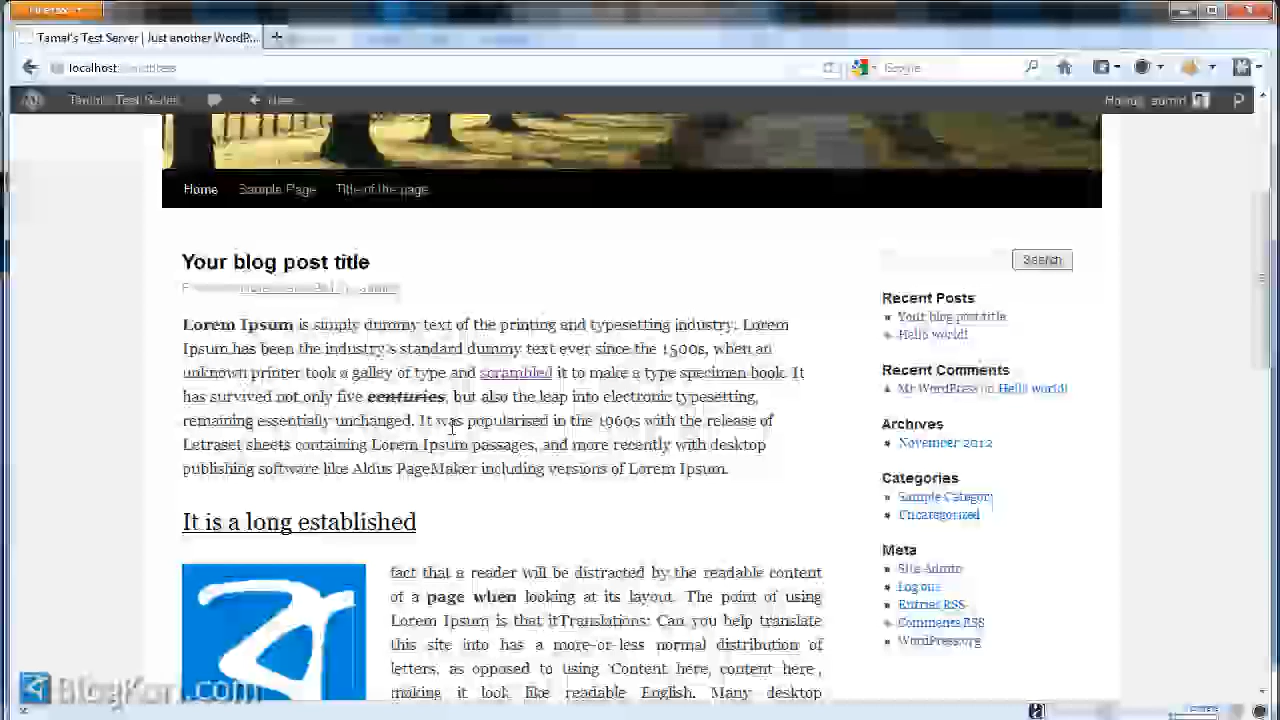 Tamal's Test Server | Just another WordPr...
localhost
Google
Tamal's Test Server
New
Howdy, admin
Home
Sample Page
Title of the page
Your blog post title
Search
Lorem Ipsum is simply dummy text of the printing and typesetting industry. Lorem
Ipsum has been the industry's standard dummy text ever since the 1500s, when an
unknown printer took a galley of type and scrambled it to make a type specimen book. It
has survived not only five centuries, but also the leap into electronic typesetting,
remaining essentially unchanged. It was popularised in the 1960s with the release of
Letraset sheets containing Lorem Ipsum passages, and more recently with desktop
publishing software like Aldus PageMaker including versions of Lorem Ipsum.
It is a long established
fact that a reader will be distracted by the readable content
of a page when looking at its layout. The point of using
Lorem Ipsum is that itTranslations: Can you help translate
this site into has a more-or-less normal distribution of
letters, as opposed to using 'Content here, content here',
making it look like readable English. Many desktop
Recent Posts
Your blog post title
Hello world!
Recent Comments
Mr WordPress on Hello world!
Archives
November 2012
Categories
Sample Category
Uncategorized
Meta
Site Admin
Log out
Entries RSS
Comments RSS
WordPress.org
BlogKori.com